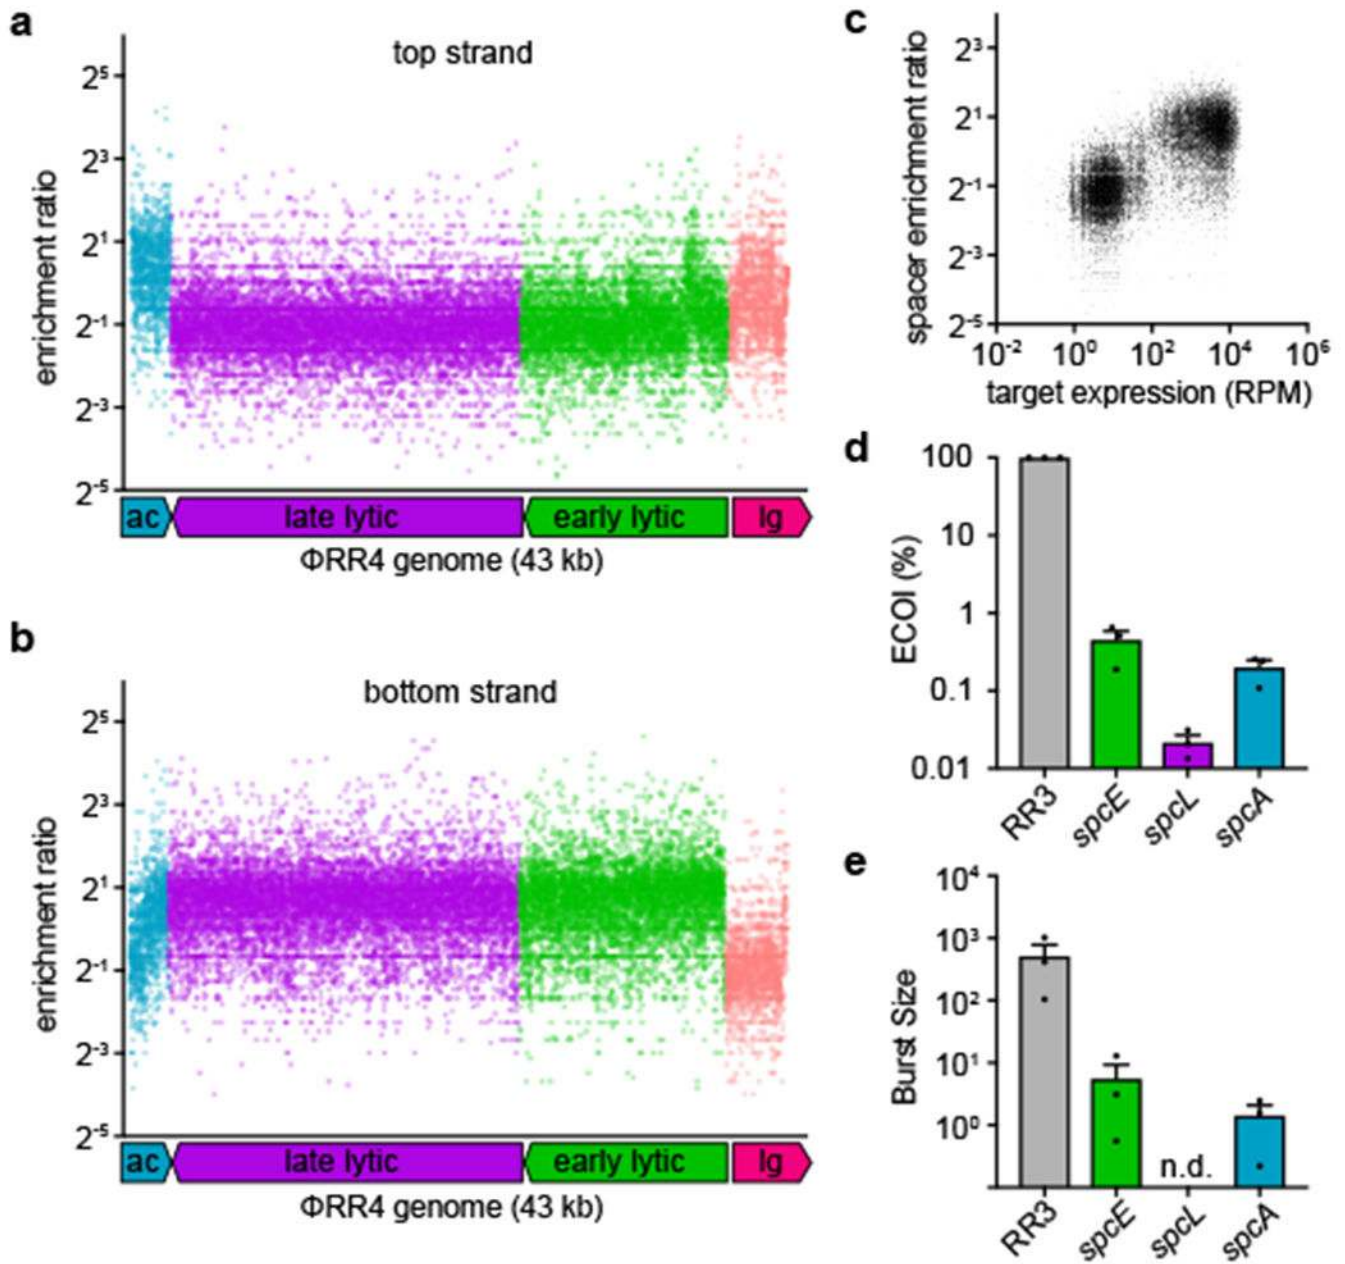 a
top strand
enrichment ratio
2⁵
2³
2¹
2⁻¹
2⁻³
2⁻⁵
ac
late lytic
early lytic
lg
ΦRR4 genome (43 kb)
b
bottom strand
enrichment ratio
2⁵
2³
2¹
2⁻¹
2⁻³
2⁻⁵
ac
late lytic
early lytic
lg
ΦRR4 genome (43 kb)
c
spacer enrichment ratio
2³
2¹
2⁻¹
2⁻³
2⁻⁵
10⁻² 10⁰ 10² 10⁴ 10⁶
target expression (RPM)
d
ECOI (%)
100
10
1
0.1
0.01
RR3 spcE spcL spcA
e
Burst Size
10⁴
10³
10²
10¹
10⁰
n.d.
RR3 spcE spcL spcA